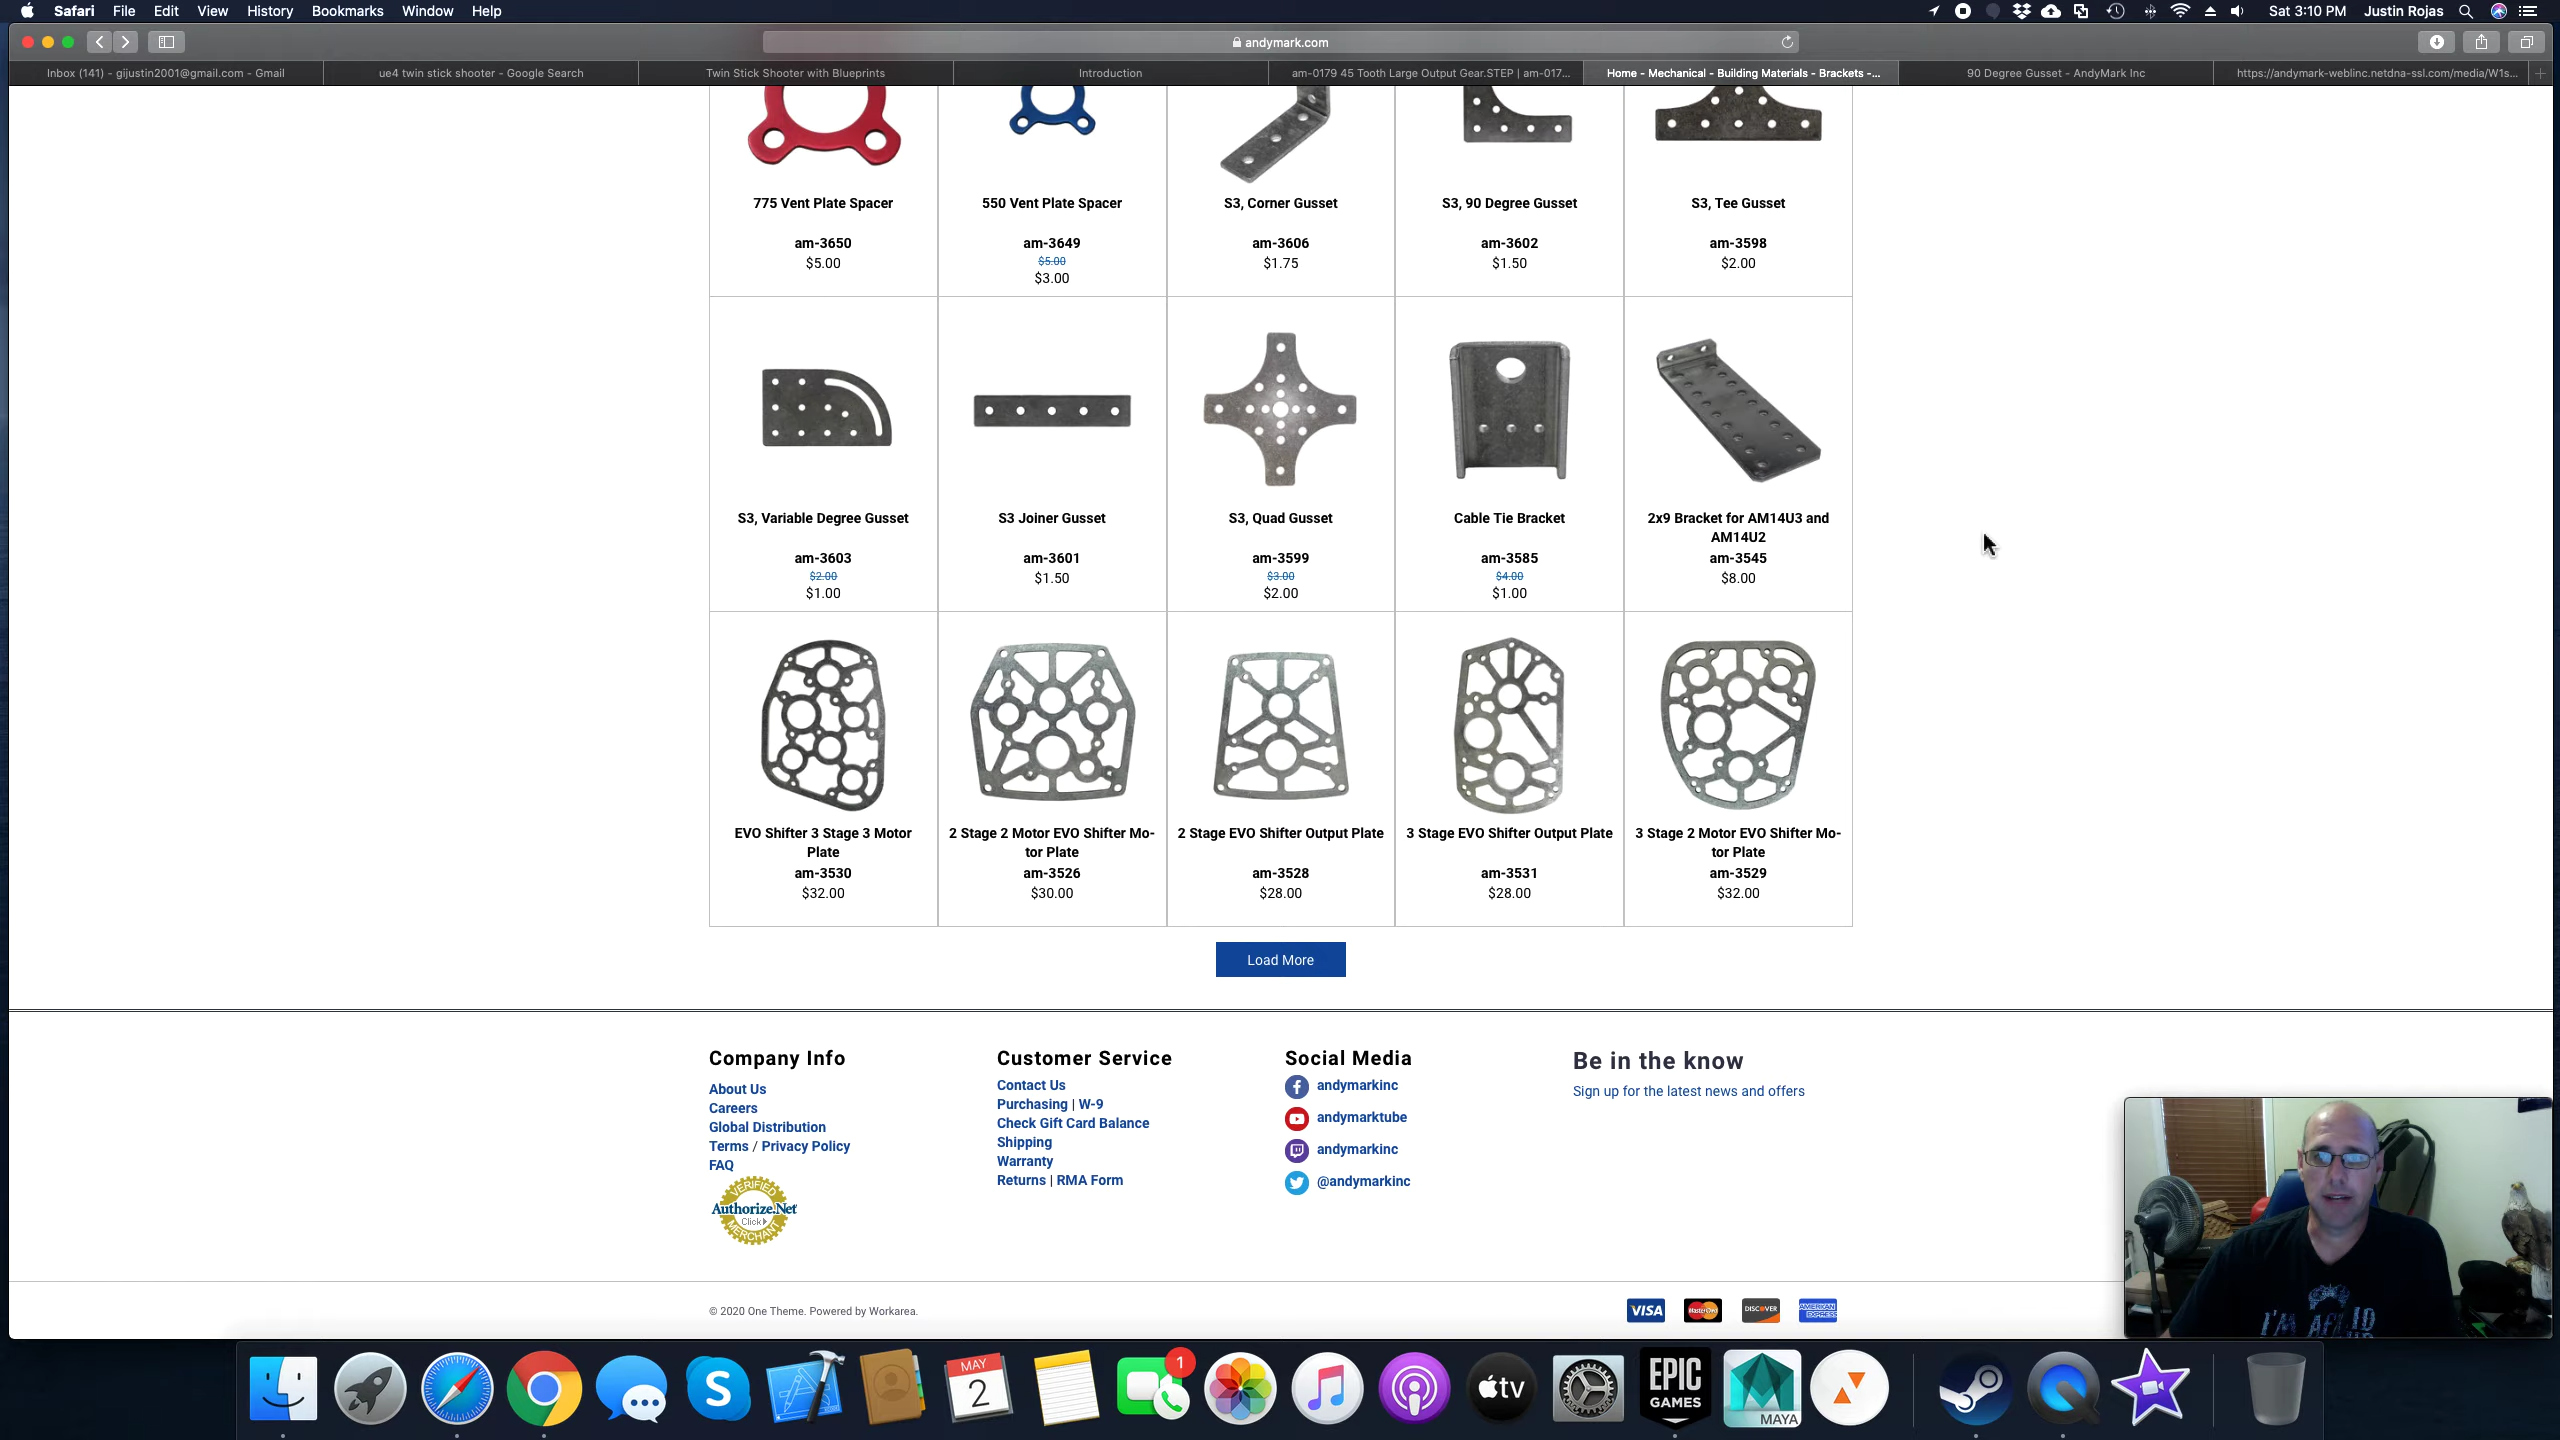 Safari File Edit View History Bookmarks Window Help
Sat 3:10 PM Justin Rojas
andymark.com
Inbox (141) - gijustin2001@gmail.com - Gmail
ue4 twin stick shooter - Google Search
Twin Stick Shooter with Blueprints
Introduction
am-0179 45 Tooth Large Output Gear.STEP | am-017...
Home - Mechanical - Building Materials - Brackets -...
90 Degree Gusset - AndyMark Inc
https://andymark-weblinc.netdna-ssl.com/media/W1s...
775 Vent Plate Spacer
am-3650
$5.00
550 Vent Plate Spacer
am-3649
$5.00
$3.00
S3, Corner Gusset
am-3606
$1.75
S3, 90 Degree Gusset
am-3602
$1.50
S3, Tee Gusset
am-3598
$2.00
S3, Variable Degree Gusset
am-3603
$2.00
$1.00
S3 Joiner Gusset
am-3601
$1.50
S3, Quad Gusset
am-3599
$3.00
$2.00
Cable Tie Bracket
am-3585
$4.00
$1.00
2x9 Bracket for AM14U3 and
AM14U2
am-3545
$8.00
EVO Shifter 3 Stage 3 Motor
Plate
am-3530
$32.00
2 Stage 2 Motor EVO Shifter Mo-
tor Plate
am-3526
$30.00
2 Stage EVO Shifter Output Plate
am-3528
$28.00
3 Stage EVO Shifter Output Plate
am-3531
$28.00
3 Stage 2 Motor EVO Shifter Mo-
tor Plate
am-3529
$32.00
Load More
Company Info
About Us
Careers
Global Distribution
Terms / Privacy Policy
FAQ
VERIFIED
Authorize.Net
Click
MERCHANT
Customer Service
Contact Us
Purchasing | W-9
Check Gift Card Balance
Shipping
Warranty
Returns | RMA Form
Social Media
andymarkinc
andymarktube
andymarkinc
@andymarkinc
Be in the know
Sign up for the latest news and offers
© 2020 One Theme. Powered by Workarea.
VISA
MasterCard
DISCOVER
AMERICAN
EXPRESS
I'M AFRAID
MAY
2
1
S
tv
EPIC
GAMES
MAYA